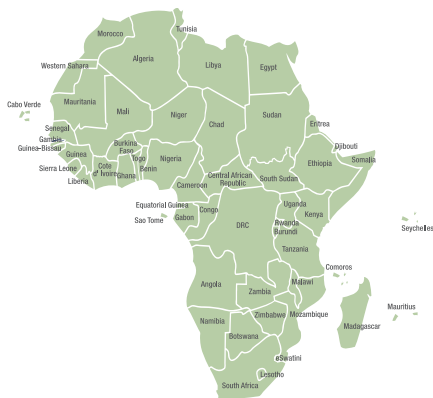 Tunisia
Morocco
Algeria
Libya
Egypt
Western Sahara
Mauritania
Mali
Niger
Chad
Sudan
Eritrea
Cabo Verde
Senegal
Gambie
Guinea-Bissau
Guinea
Sierra Leone
Liberia
Cote
d' Ivoire
Burkina
Faso
Ghana
Togo
Benin
Nigeria
Cameroon
Central African
Republic
South Sudan
Ethiopia
Djibouti
Somalia
Equatorial Guinea
Sao Tome
Gabon
Congo
DRC
Uganda
Kenya
Rwanda
Burundi
Tanzania
Seychelles
Comoros
Angola
Zambia
Malawi
Mozambique
Zimbabwe
Namibia
Botswana
Madagascar
Mauritius
eSwatini
Lesotho
South Africa